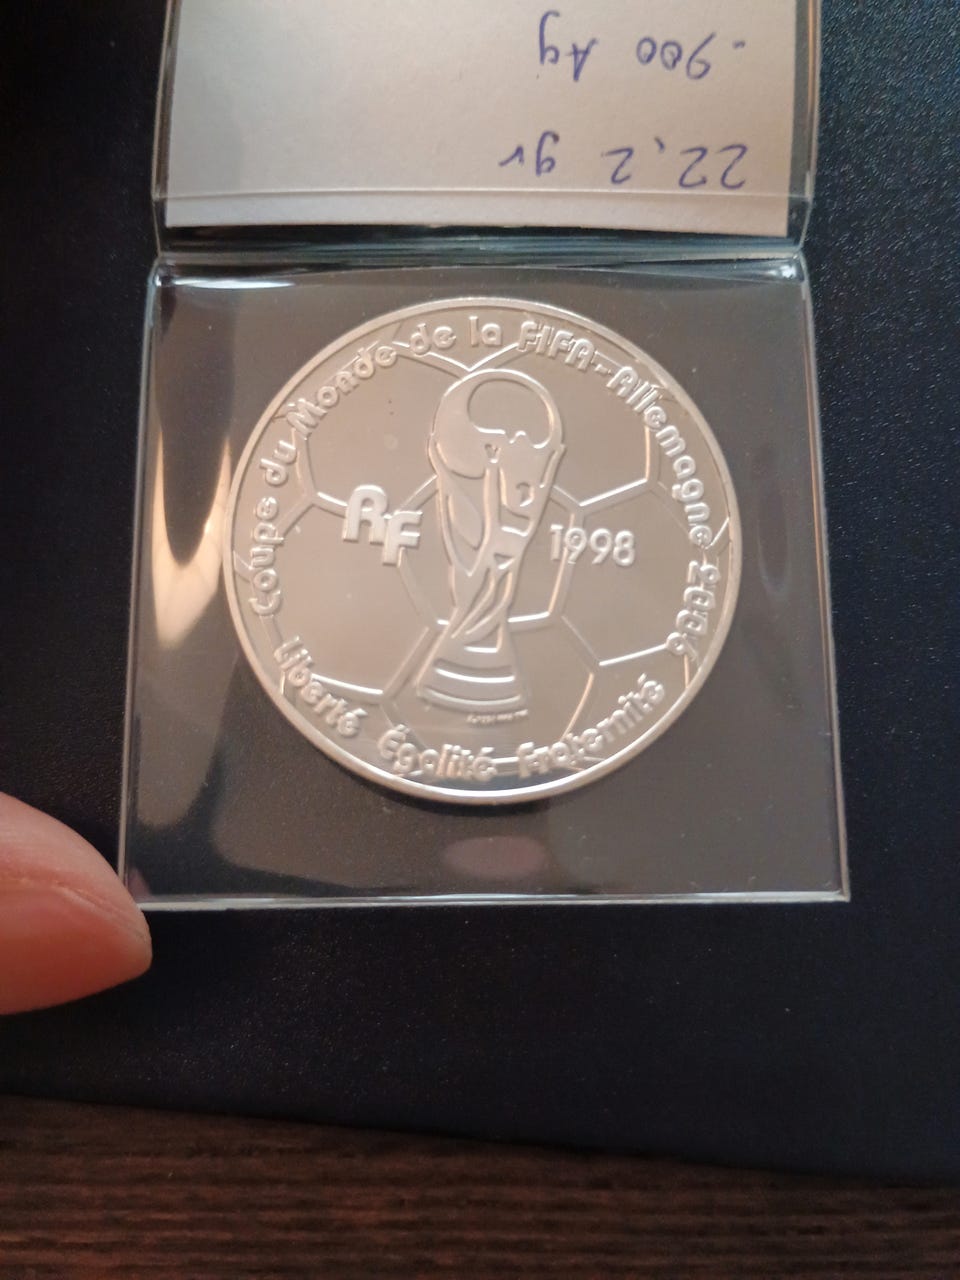 .900 Ag
22,2 gr
Coupe du Monde de la FIFA-Allemagne 2006
RF
1998
Liberté Égalité Fraternité